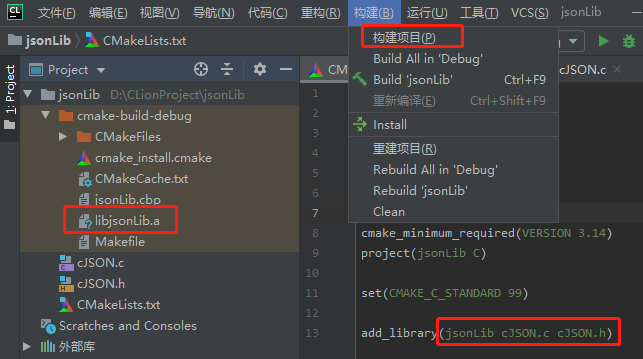 CL 文件(F) 编辑(E) 视图(V) 导航(N) 代码(C) 重构(R) 构建(B) 运行(U) 工具(T) VCS(S) jsonLib
jsonLib CMakeLists.txt
构建项目(P)
Build All in 'Debug'
Build 'jsonLib' Ctrl+F9
重新编译(E) Ctrl+Shift+F9
Install
重建项目(R)
Rebuild All in 'Debug'
Rebuild 'jsonLib'
Clean
1: Project
Project
jsonLib D:\CLionProject\jsonLib
cmake-build-debug
CMakeFiles
cmake_install.cmake
CMakeCache.txt
jsonLib.cbp
libjsonLib.a
Makefile
cJSON.c
cJSON.h
CMakeLists.txt
Scratches and Consoles
外部库
CM
cJSON.c
1
2
3
4
5
6
7
8 cmake_minimum_required(VERSION 3.14)
9 project(jsonLib C)
10
11 set(CMAKE_C_STANDARD 99)
12
13 add_library(jsonLib cJSON.c cJSON.h)